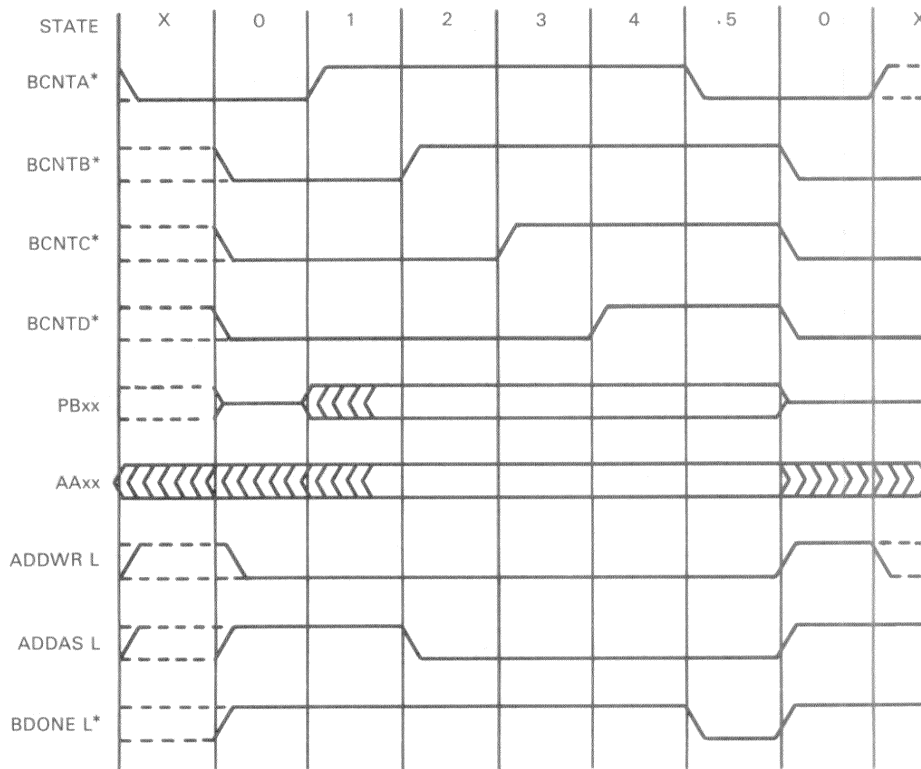 STATE X 0 1 2 3 4 .5 0 X
BCNTA*
BCNTB*
BCNTC*
BCNTD*
PBxx
AAxx
ADDWR L
ADDAS L
BDONE L*